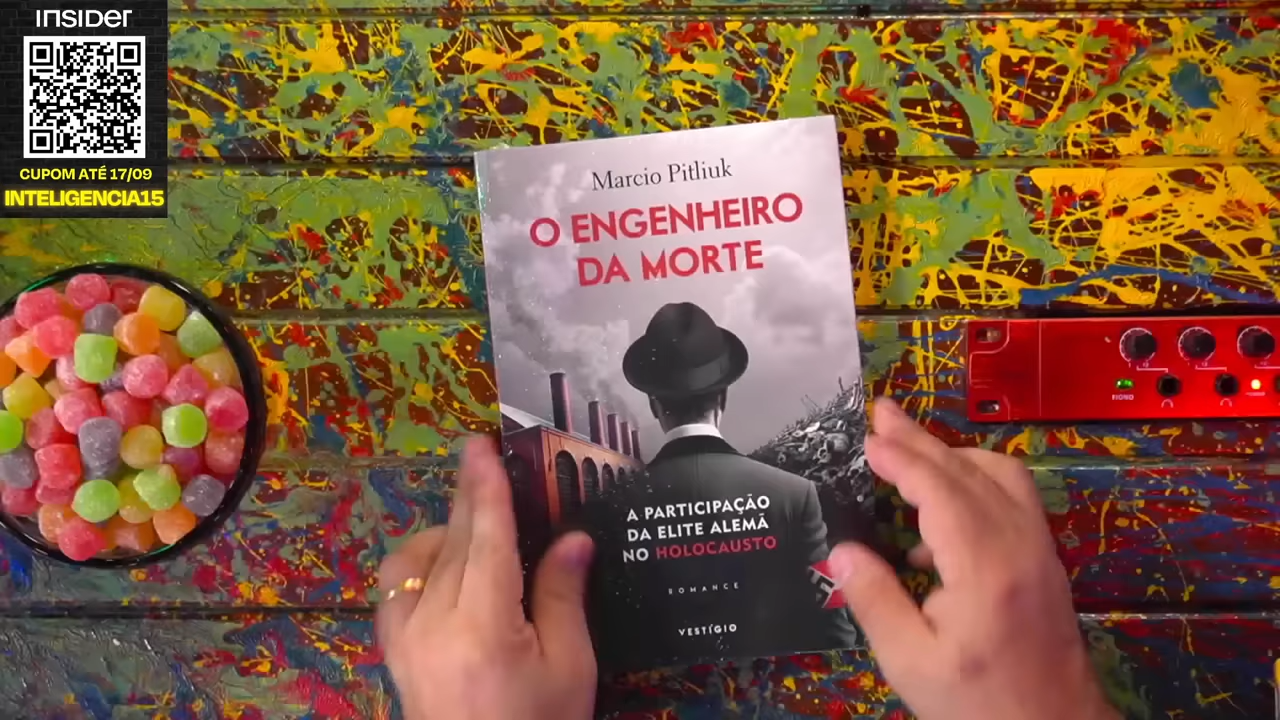 INSIDER
CUPOM ATÉ 17/09
INTELIGENCIA15
Marcio Pitliuk
O ENGENHEIRO
DA MORTE
A PARTICIPAÇÃO
DA ELITE ALEMÃ
NO HOLOCAUSTO
ROMANCE
VESTÍGIO